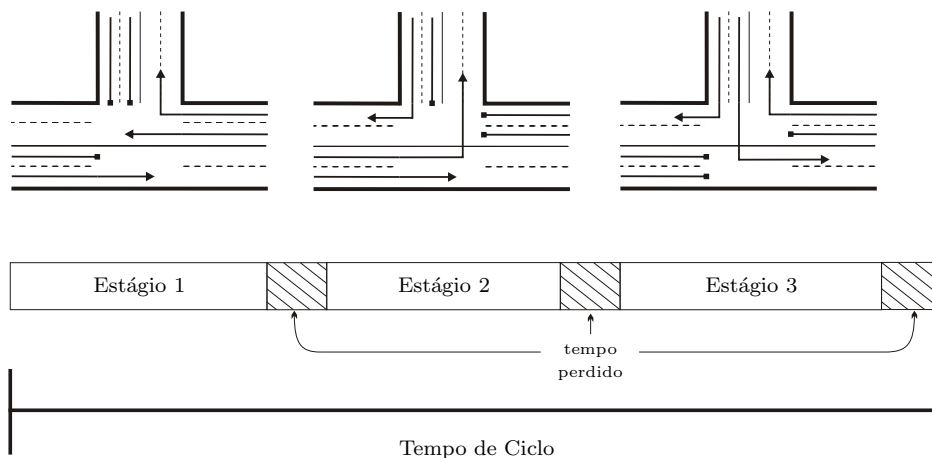 Estágio 1
Estágio 2
Estágio 3
tempo
perdido
Tempo de Ciclo